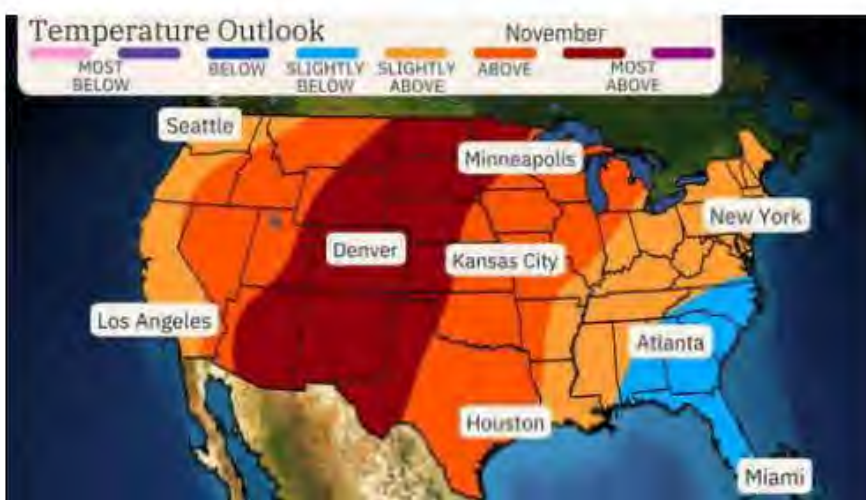 Temperature Outlook November
MOST BELOW
BELOW
SLIGHTLY BELOW
SLIGHTLY ABOVE
ABOVE
MOST ABOVE
Seattle
Minneapolis
New York
Denver
Kansas City
Los Angeles
Atlanta
Houston
Miami